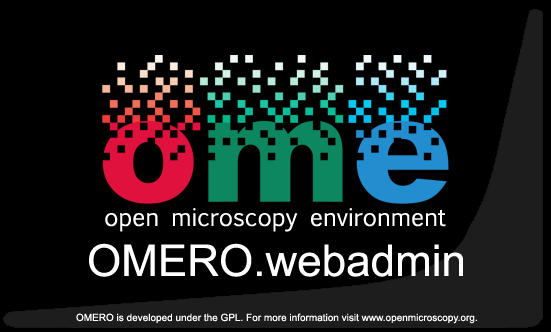 ome
open microscopy environment
OMERO.webadmin
OMERO is developed under the GPL. For more information visit www.openmicroscopy.org.